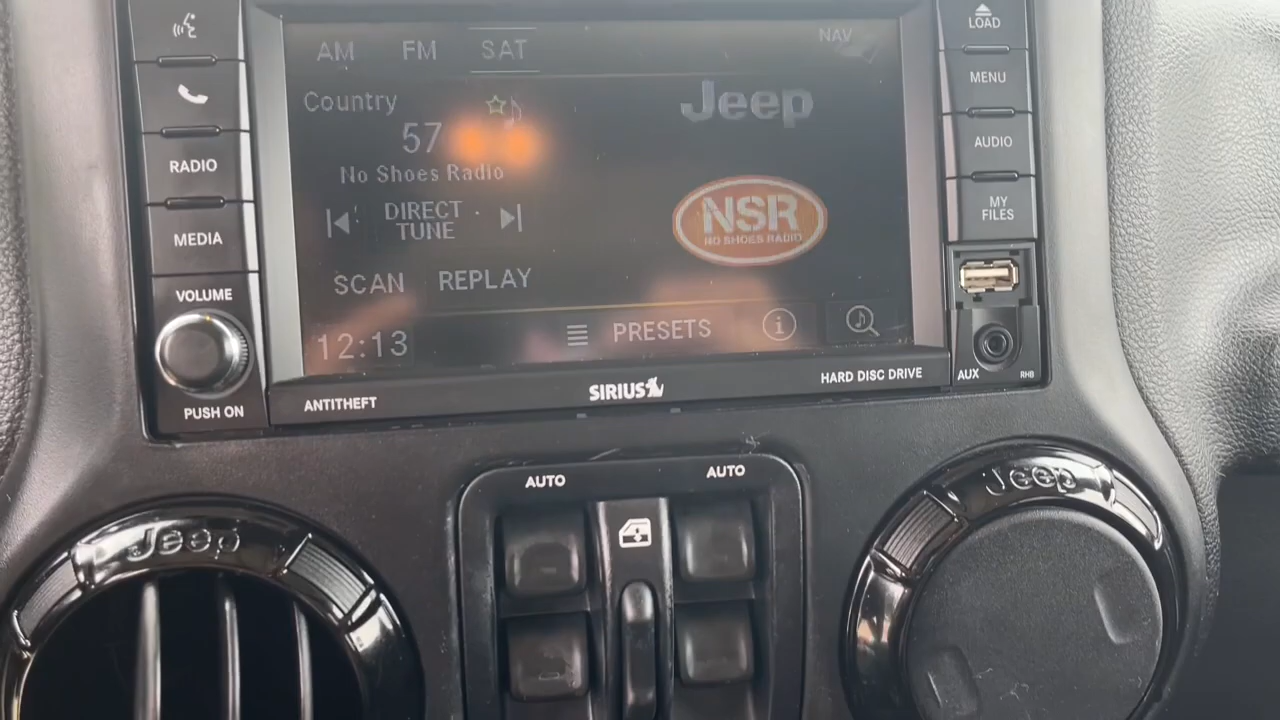 AM FM SAT NAV
Country
57
No Shoes Radio
DIRECT
TUNE
SCAN REPLAY
12:13
PRESETS
i
Jeep
NSR
NO SHOES RADIO
RADIO
MEDIA
VOLUME
PUSH ON
ANTITHEFT
SIRIUS
HARD DISC DRIVE
LOAD
MENU
AUDIO
MY
FILES
AUX
RHB
AUTO
AUTO
Jeep
Jeep